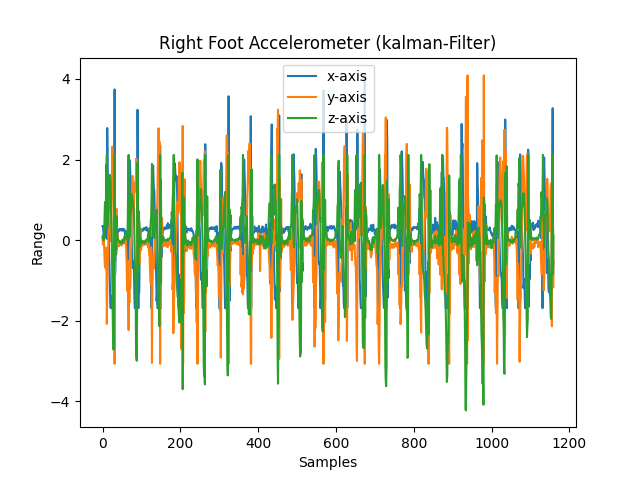 Right Foot Accelerometer (kalman-Filter)
x-axis
y-axis
z-axis
Range
4
2
0
−2
−4
0
200
400
600
800
1000
1200
Samples